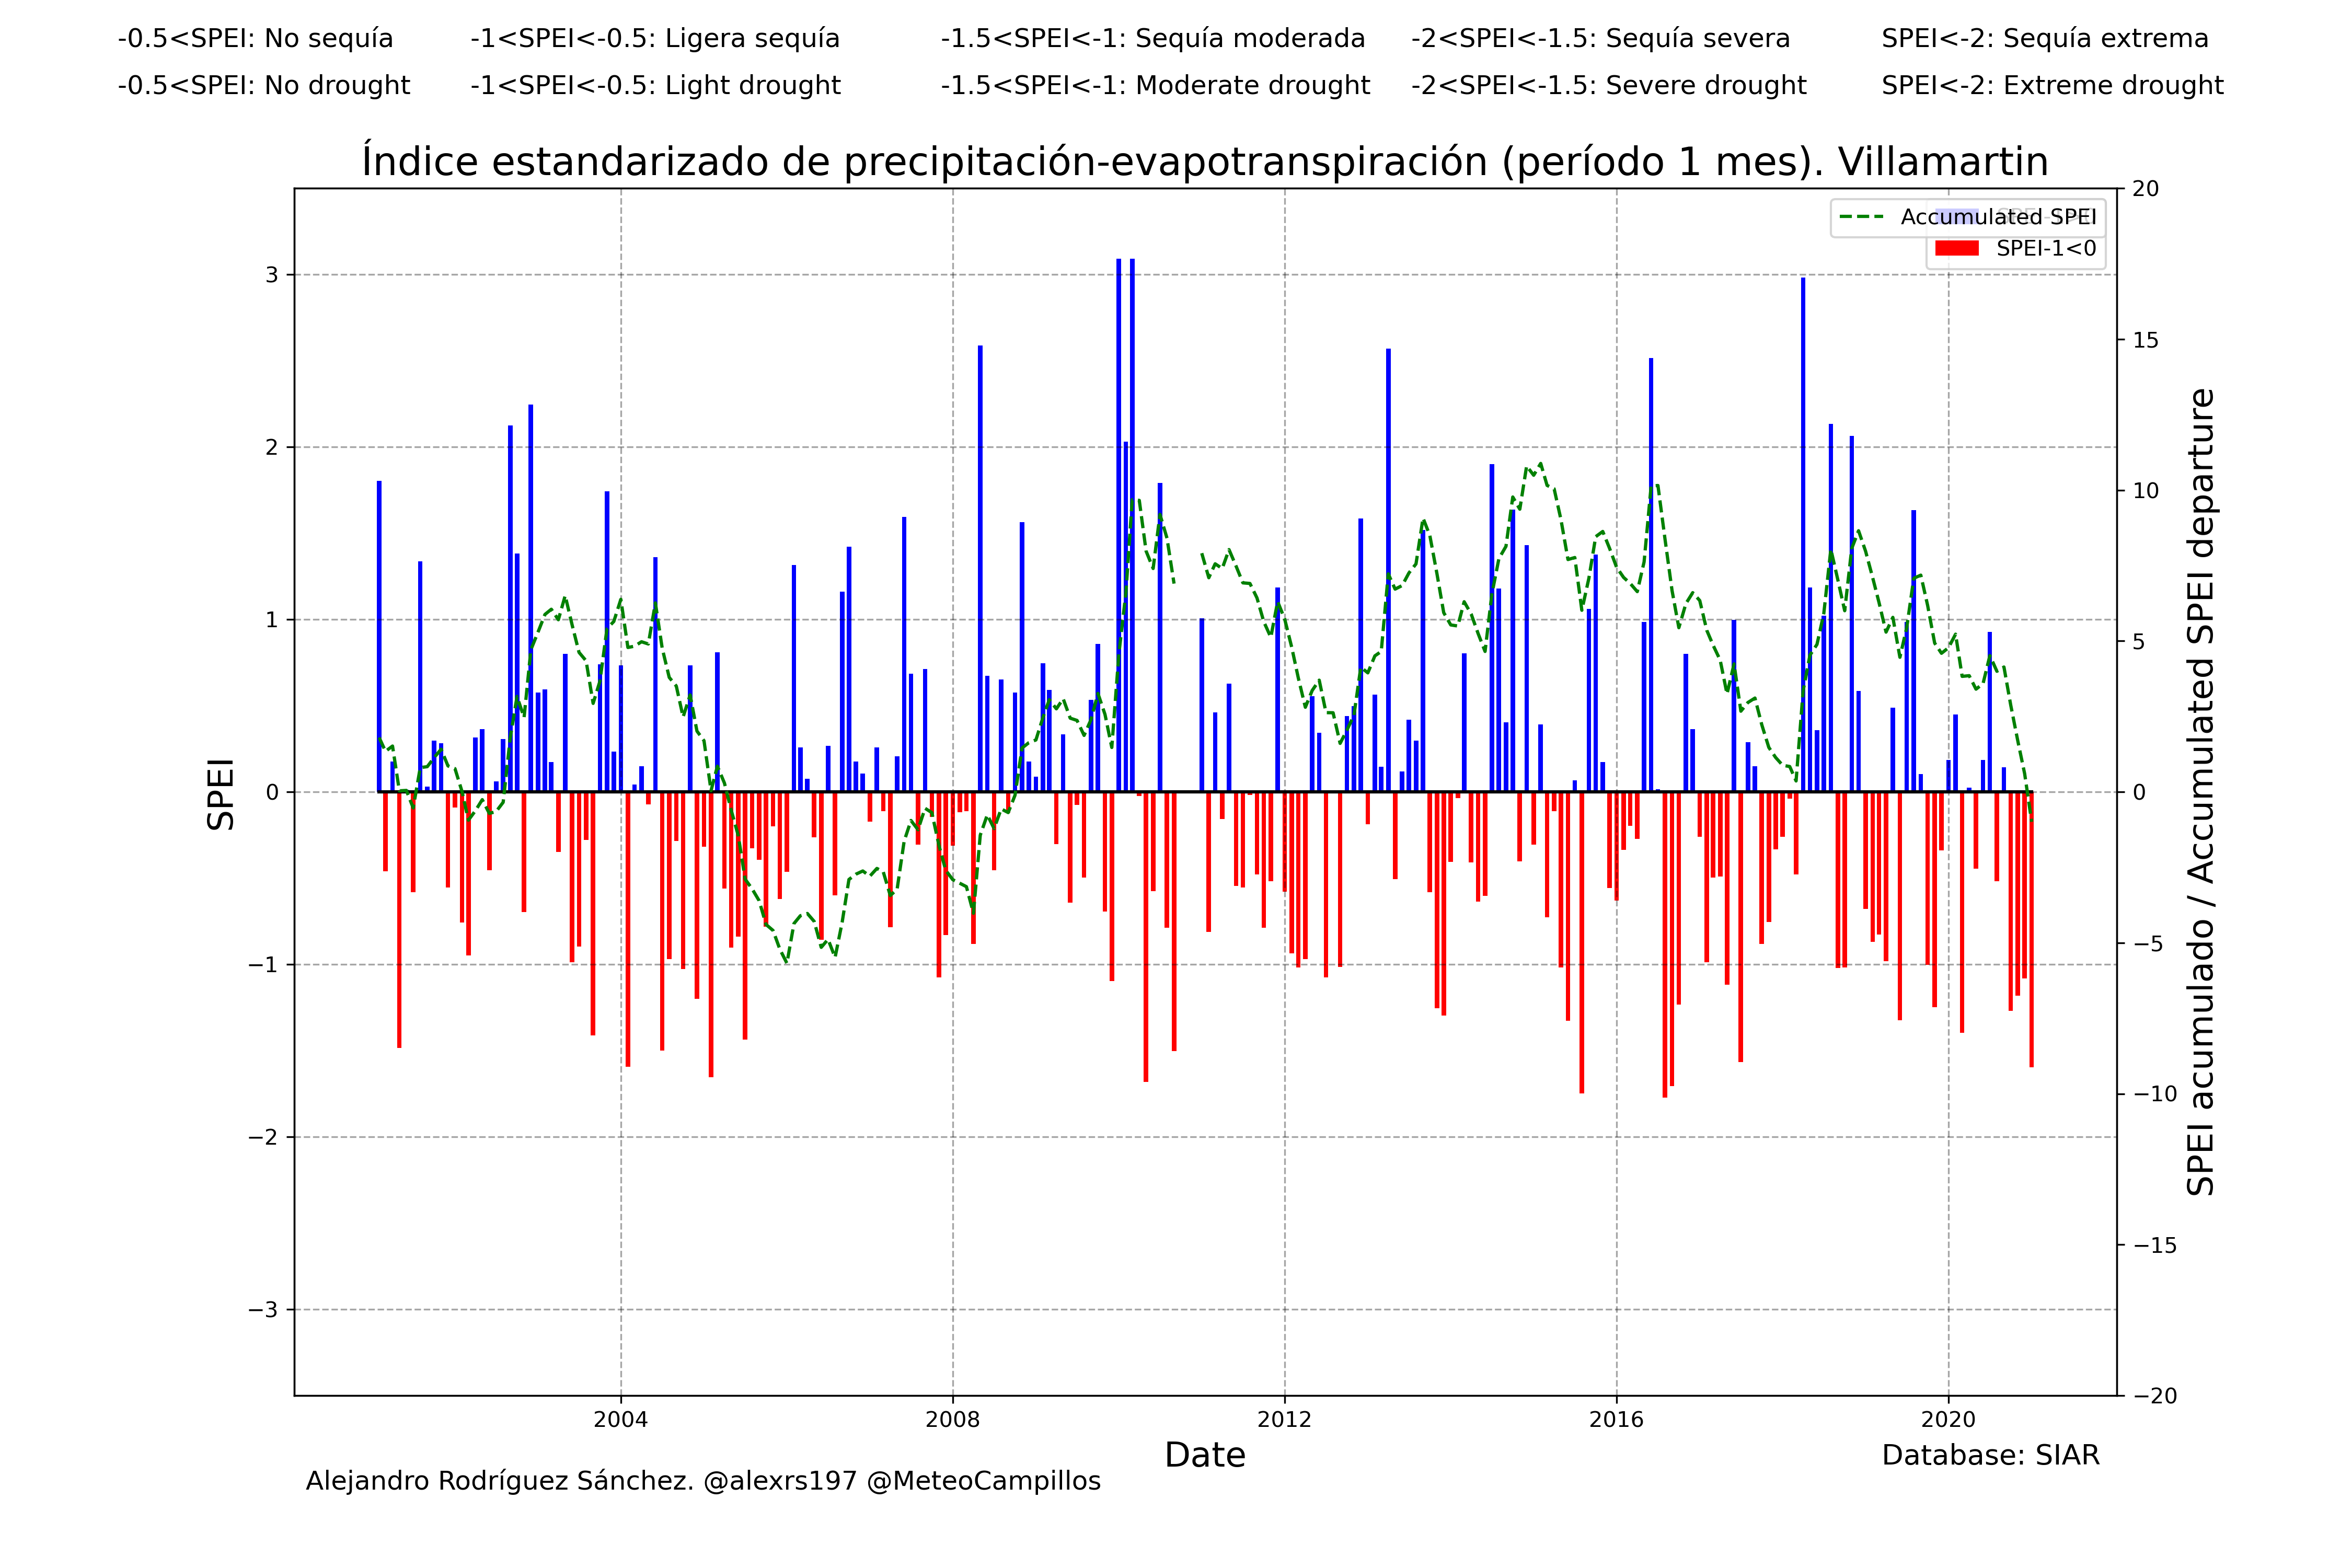 -0.5<SPEI: No sequía -1<SPEI<-0.5: Ligera sequía -1.5<SPEI<-1: Sequía moderada -2<SPEI<-1.5: Sequía severa SPEI<-2: Sequía extrema
-0.5<SPEI: No drought -1<SPEI<-0.5: Light drought -1.5<SPEI<-1: Moderate drought -2<SPEI<-1.5: Severe drought SPEI<-2: Extreme drought
Índice estandarizado de precipitación-evapotranspiración (período 1 mes). Villamartin
Accumulated SPEI
SPEI-1<0
SPEI
3
2
1
0
−1
−2
−3
20
15
10
5
0
−5
−10
−15
−20
SPEI acumulado / Accumulated SPEI departure
2004 2008 2012 2016 2020
Date
Database: SIAR
Alejandro Rodríguez Sánchez. @alexrs197 @MeteoCampillos